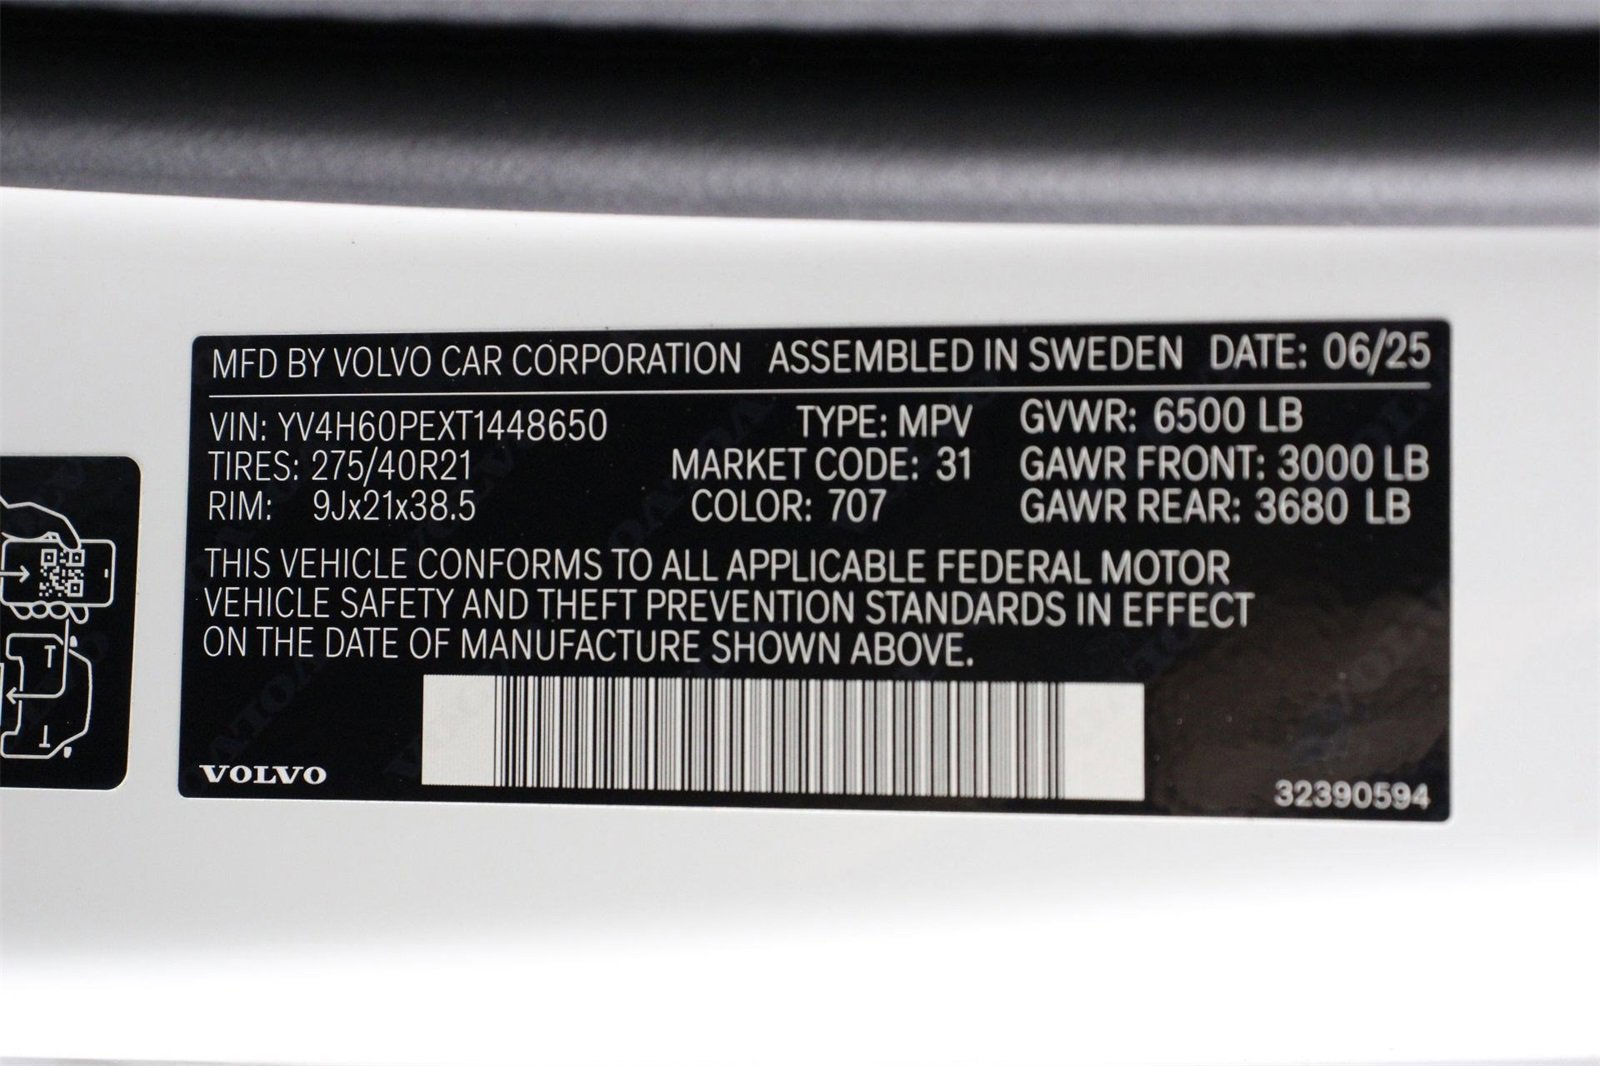 MFD BY VOLVO CAR CORPORATION ASSEMBLED IN SWEDEN DATE: 06/25
VIN: YV4H60PEXT1448650 TYPE: MPV GVWR: 6500 LB
TIRES: 275/40R21 MARKET CODE: 31 GAWR FRONT: 3000 LB
RIM: 9Jx21x38.5 COLOR: 707 GAWR REAR: 3680 LB
THIS VEHICLE CONFORMS TO ALL APPLICABLE FEDERAL MOTOR
VEHICLE SAFETY AND THEFT PREVENTION STANDARDS IN EFFECT
ON THE DATE OF MANUFACTURE SHOWN ABOVE.
VOLVO 32390594